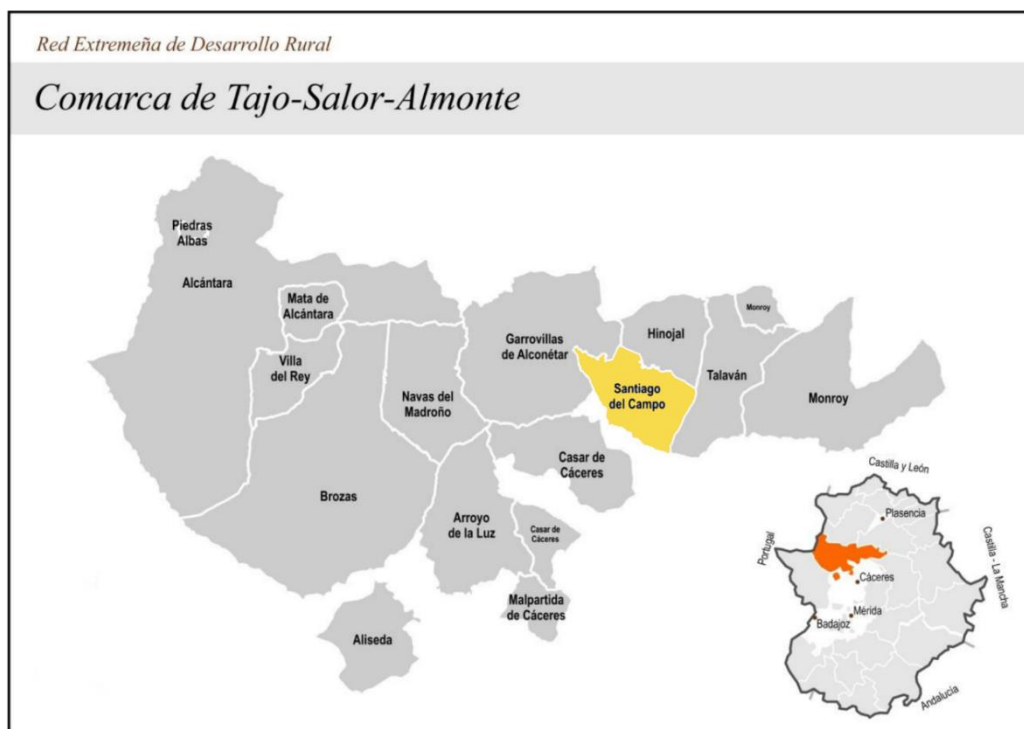 Red Extremeña de Desarrollo Rural
Comarca de Tajo-Salor-Almonte
Piedras
Albas
Alcántara
Mata de
Alcántara
Villa
del Rey
Navas del
Madroño
Brozas
Garrovillas
de Alconétar
Hinojal
Monroy
Santiago
del Campo
Talaván
Monroy
Casar de
Cáceres
Arroyo
de la Luz
Casar de
Cáceres
Malpartida
de Cáceres
Aliseda
Castilla y León
Plasencia
Portugal
Castilla - La Mancha
Cáceres
Mérida
Badajoz
Andalucía